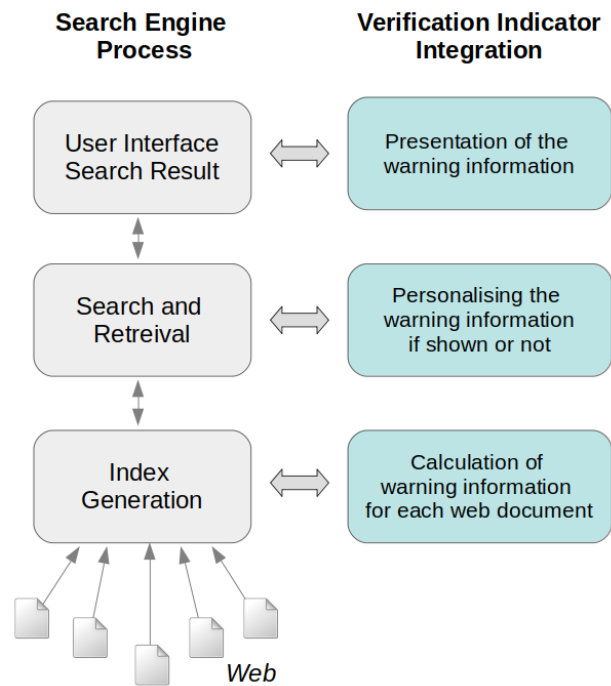 Search Engine
Process
Verification Indicator
Integration
User Interface
Search Result
Presentation of the
warning information
Search and
Retreival
Personalising the
warning information
if shown or not
Index
Generation
Calculation of
warning information
for each web document
Web